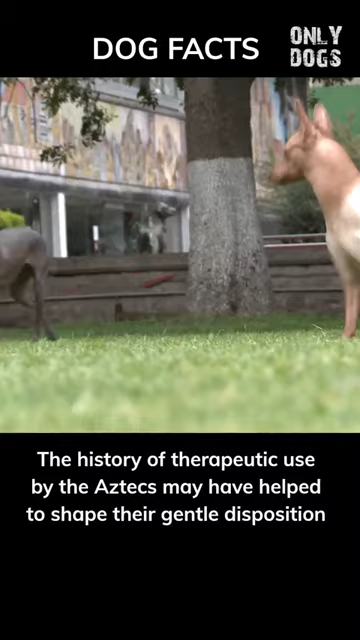 DOG FACTS
ONLY
DOGS
The history of therapeutic use
by the Aztecs may have helped
to shape their gentle disposition